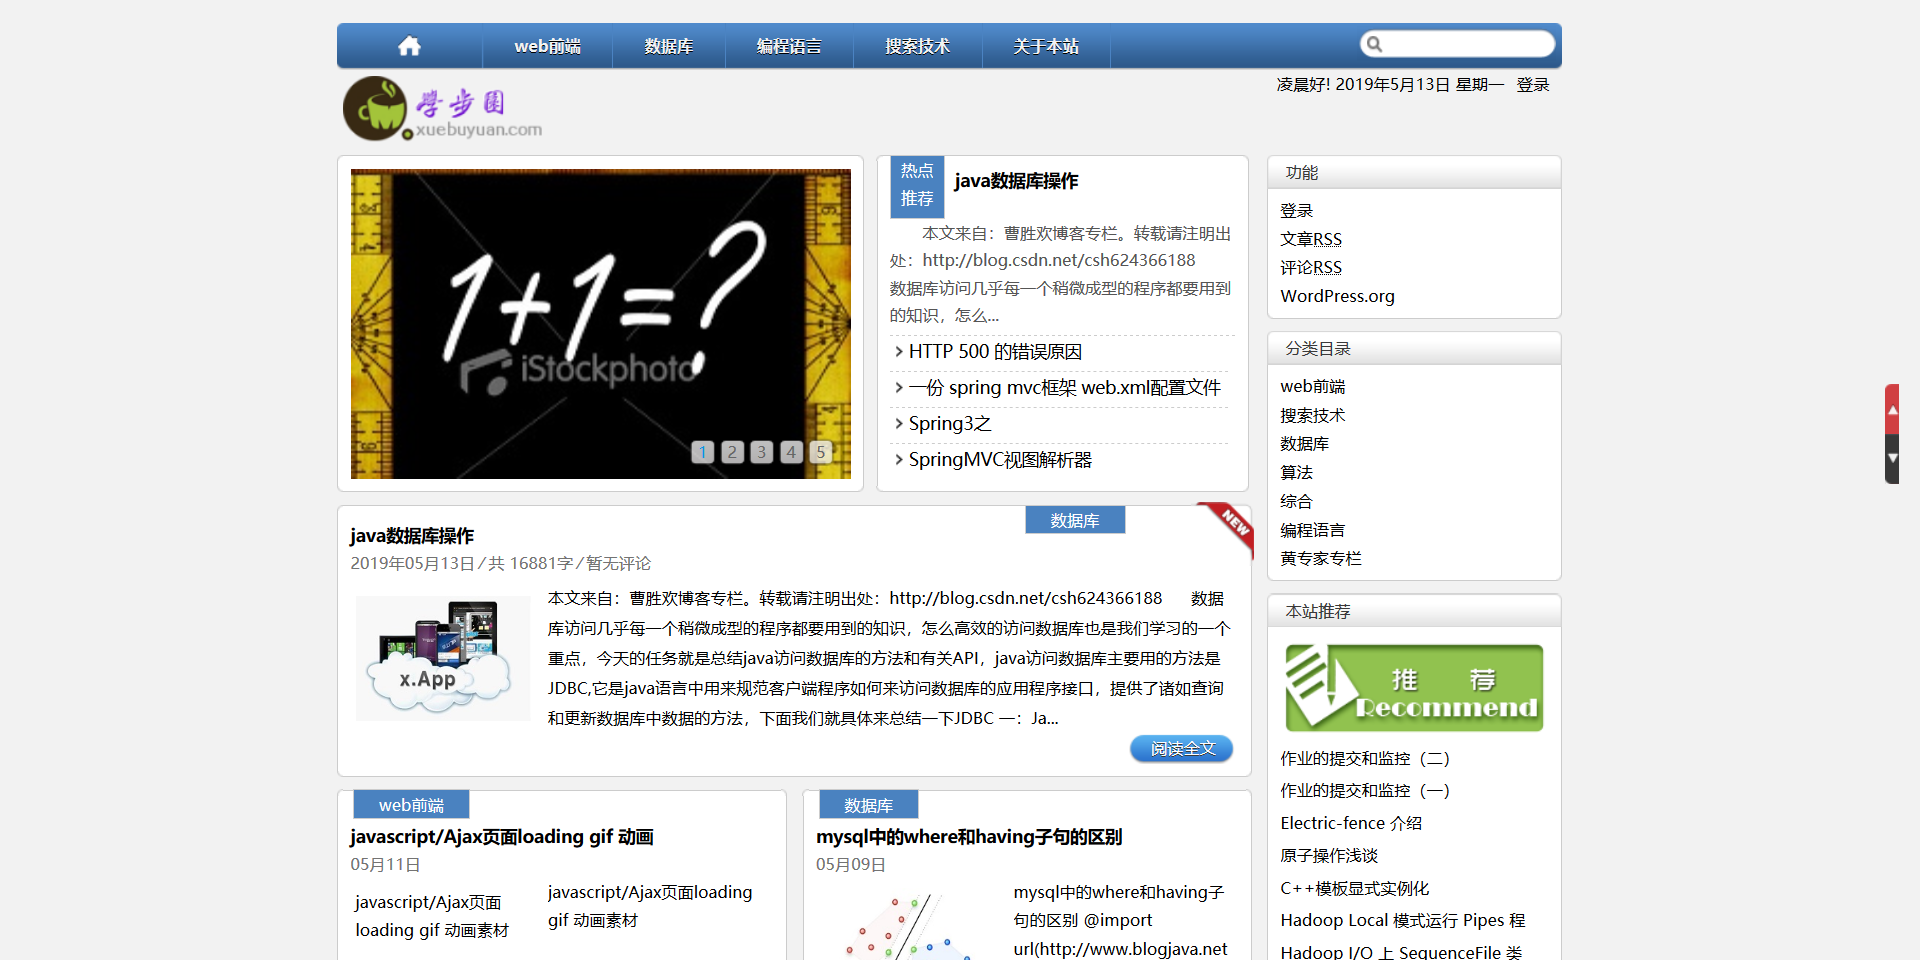 web前端 数据库 编程语言 搜索技术 关于本站
凌晨好! 2019年5月13日 星期一 登录
學步園
xuebuyuan.com
1+1=?
iStockphoto
1 2 3 4 5
热点
推荐
java数据库操作
本文来自：曹胜欢博客专栏。转载请注明出
处：http://blog.csdn.net/csh624366188
数据库访问几乎每一个稍微成型的程序都要用到
的知识，怎么...
HTTP 500 的错误原因
一份 spring mvc框架 web.xml配置文件
Spring3之
SpringMVC视图解析器
数据库
NEW
java数据库操作
2019年05月13日 ⁄ 共 16881字 ⁄ 暂无评论
x.App
本文来自：曹胜欢博客专栏。转载请注明出处：http://blog.csdn.net/csh624366188 数据
库访问几乎每一个稍微成型的程序都要用到的知识，怎么高效的访问数据库也是我们学习的一个
重点，今天的任务就是总结java访问数据库的方法和有关API，java访问数据库主要用的方法是
JDBC,它是java语言中用来规范客户端程序如何来访问数据库的应用程序接口，提供了诸如查询
和更新数据库中数据的方法，下面我们就具体来总结一下JDBC 一：Ja...
阅读全文
web前端
javascript/Ajax页面loading gif 动画
05月11日
javascript/Ajax页面
loading gif 动画素材
javascript/Ajax页面loading
gif 动画素材
数据库
mysql中的where和having子句的区别
05月09日
mysql中的where和having子
句的区别 @import
url(http://www.blogjava.net
功能
登录
文章RSS
评论RSS
WordPress.org
分类目录
web前端
搜索技术
数据库
算法
综合
编程语言
黄专家专栏
本站推荐
推 荐
Recommend
作业的提交和监控（二）
作业的提交和监控（一）
Electric-fence 介绍
原子操作浅谈
C++模板显式实例化
Hadoop Local 模式运行 Pipes 程
Hadoop I/O 上 SequenceFile 类